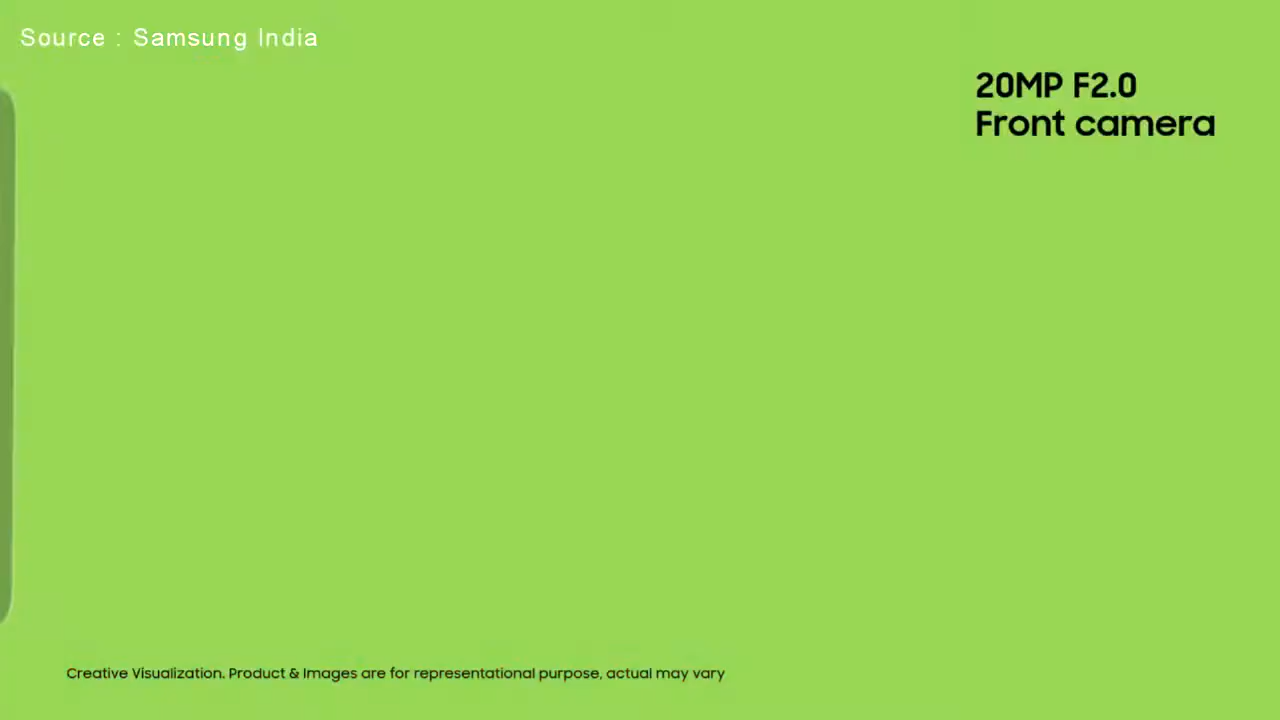 Source : Samsung India
20MP F2.0
Front camera
Creative Visualization. Product & Images are for representational purpose, actual may vary